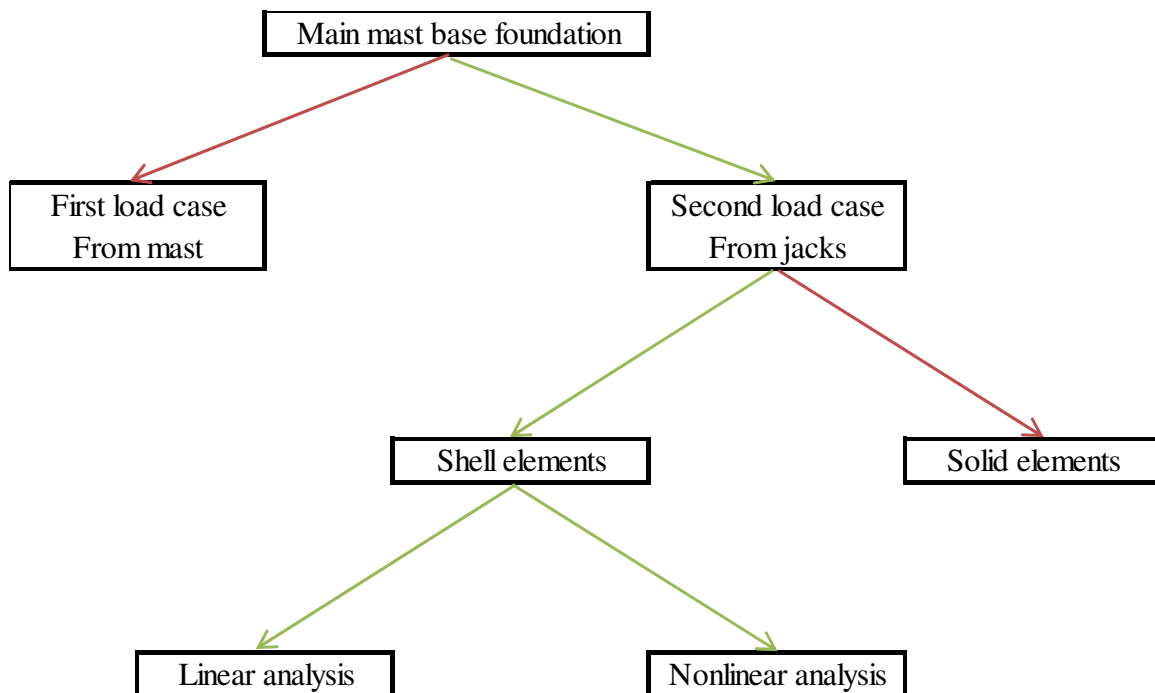 Main mast base foundation
First load case
From mast
Second load case
From jacks
Shell elements
Solid elements
Linear analysis
Nonlinear analysis